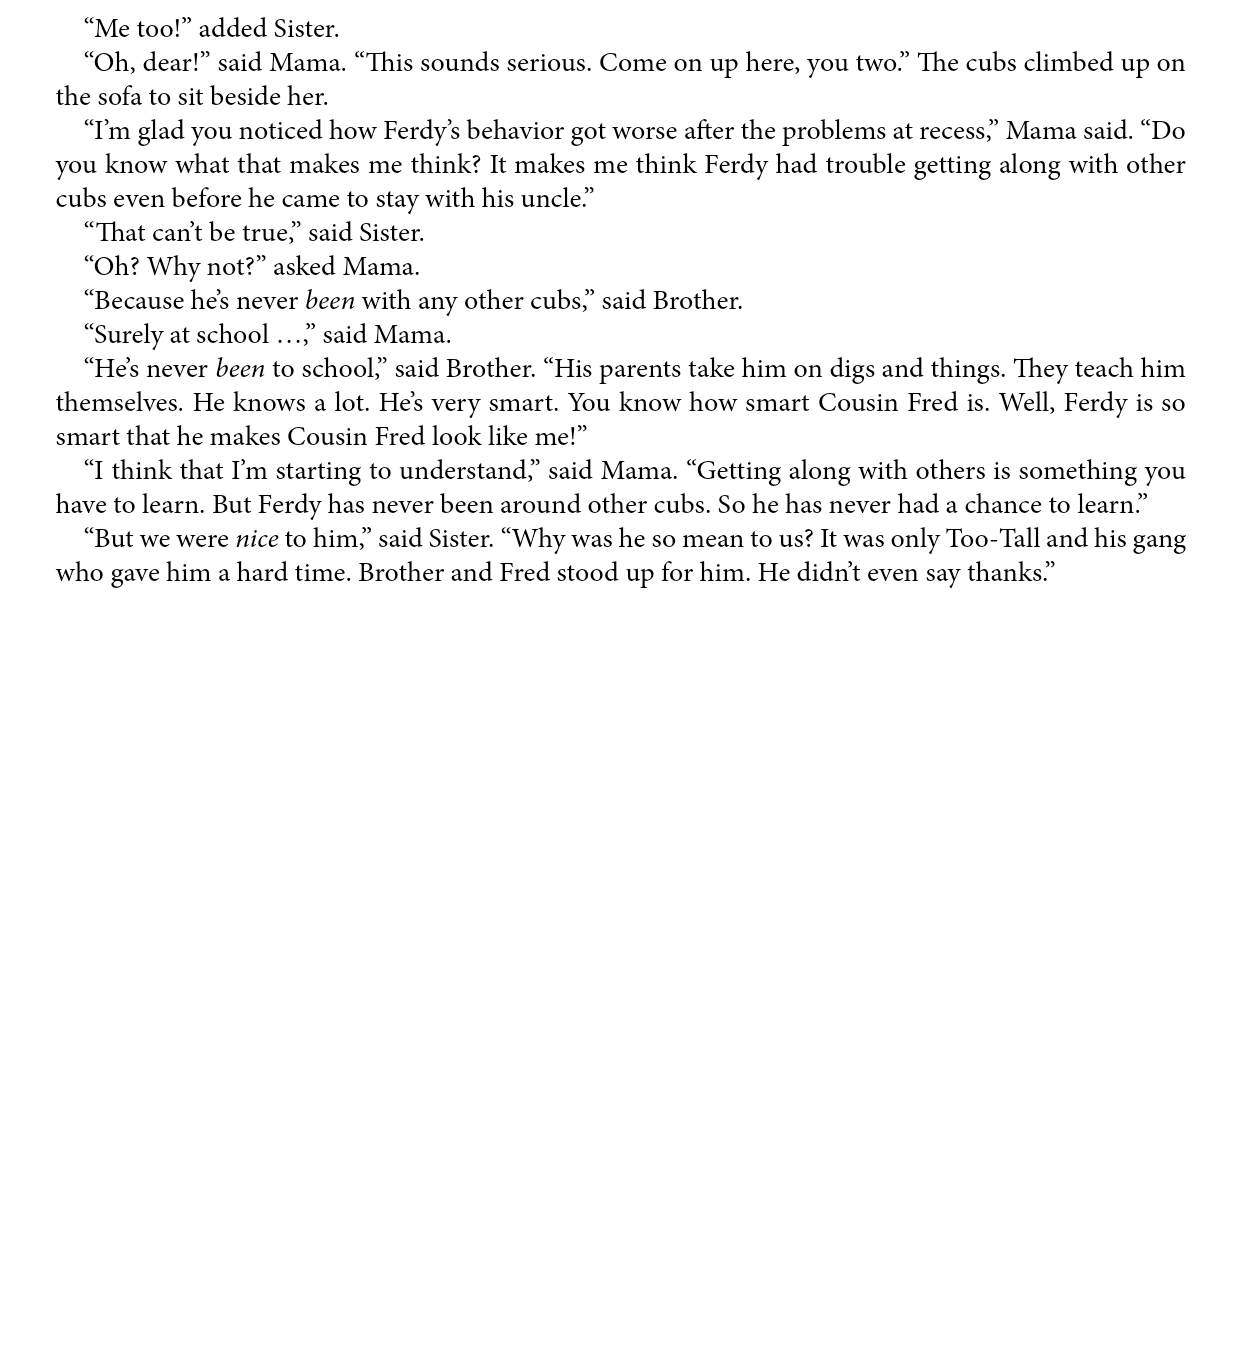 “Me too!” added Sister.
“Oh, dear!” said Mama. “This sounds serious. Come on up here, you two.” The cubs climbed up on
the sofa to sit beside her.
“I’m glad you noticed how Ferdy’s behavior got worse after the problems at recess,” Mama said. “Do
you know what that makes me think? It makes me think Ferdy had trouble getting along with other
cubs even before he came to stay with his uncle.”
“That can’t be true,” said Sister.
“Oh? Why not?” asked Mama.
“Because he’s never been with any other cubs,” said Brother.
“Surely at school …,” said Mama.
“He’s never been to school,” said Brother. “His parents take him on digs and things. They teach him
themselves. He knows a lot. He’s very smart. You know how smart Cousin Fred is. Well, Ferdy is so
smart that he makes Cousin Fred look like me!”
“I think that I’m starting to understand,” said Mama. “Getting along with others is something you
have to learn. But Ferdy has never been around other cubs. So he has never had a chance to learn.”
“But we were nice to him,” said Sister. “Why was he so mean to us? It was only Too-Tall and his gang
who gave him a hard time. Brother and Fred stood up for him. He didn’t even say thanks.”